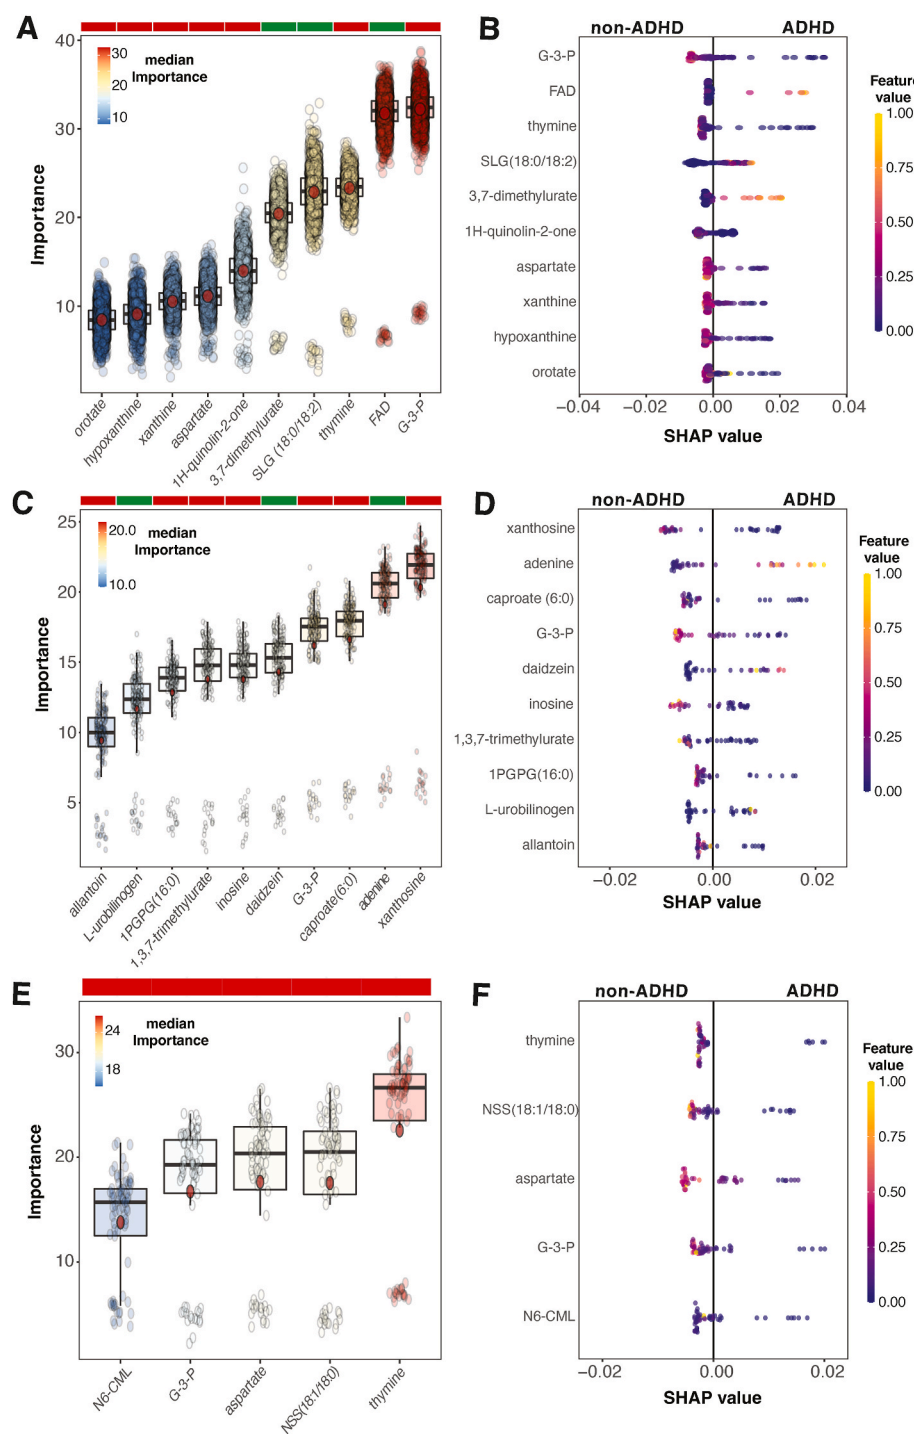 A
median
Importance
30
20
10
40
30
20
10
Importance
orotate
hypoxanthine
xanthine
aspartate
1H-quinolin-2-one
3,7-dimethylurate
SLG (18:0/18:2)
thymine
FAD
G-3-P
B
non-ADHD
ADHD
G-3-P
FAD
thymine
SLG(18:0/18:2)
3,7-dimethylurate
1H-quinolin-2-one
aspartate
xanthine
hypoxanthine
orotate
−0.04
−0.02
0.00
0.02
0.04
SHAP value
Feature
value
1.00
0.75
0.50
0.25
0.00
C
median
Importance
20.0
10.0
25
20
15
10
5
Importance
allantoin
L-urobilinogen
1PGPG(16:0)
1,3,7-trimethylurate
inosine
daidzein
G-3-P
caproate(6:0)
adenine
xanthosine
D
non-ADHD
ADHD
xanthosine
adenine
caproate (6:0)
G-3-P
daidzein
inosine
1,3,7-trimethylurate
1PGPG(16:0)
L-urobilinogen
allantoin
−0.02
0.00
0.02
SHAP value
Feature
value
1.00
0.75
0.50
0.25
0.00
E
median
Importance
24
18
30
20
10
Importance
N6-CML
G-3-P
aspartate
NSS(18:1/18:0)
thymine
F
non-ADHD
ADHD
thymine
NSS(18:1/18:0)
aspartate
G-3-P
N6-CML
−0.02
0.00
0.02
SHAP value
Feature
value
1.00
0.75
0.50
0.25
0.00